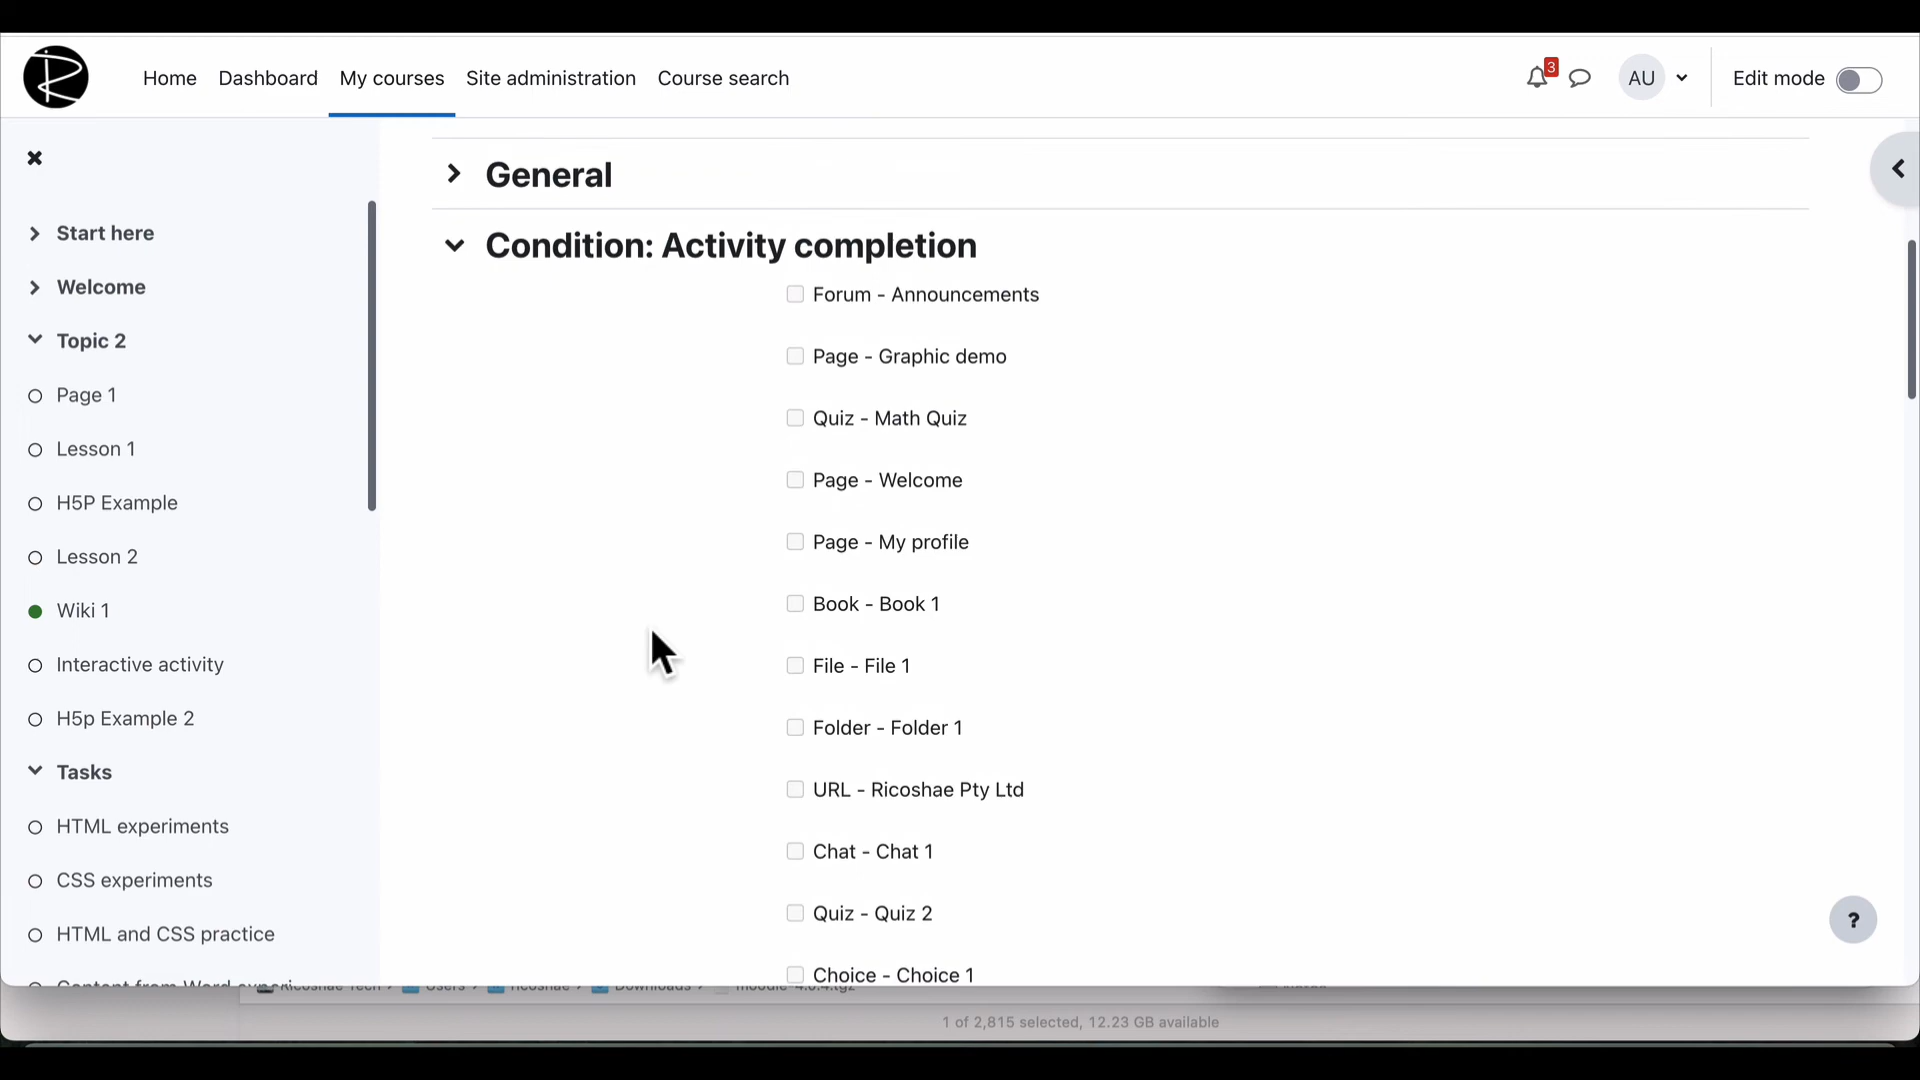 Home Dashboard My courses Site administration Course search
3
AU
Edit mode
Start here
Welcome
Topic 2
Page 1
Lesson 1
H5P Example
Lesson 2
Wiki 1
Interactive activity
H5p Example 2
Tasks
HTML experiments
CSS experiments
HTML and CSS practice
General
Condition: Activity completion
Forum - Announcements
Page - Graphic demo
Quiz - Math Quiz
Page - Welcome
Page - My profile
Book - Book 1
File - File 1
Folder - Folder 1
URL - Ricoshae Pty Ltd
Chat - Chat 1
Quiz - Quiz 2
Choice - Choice 1
?
1 of 2,815 selected, 12.23 GB available